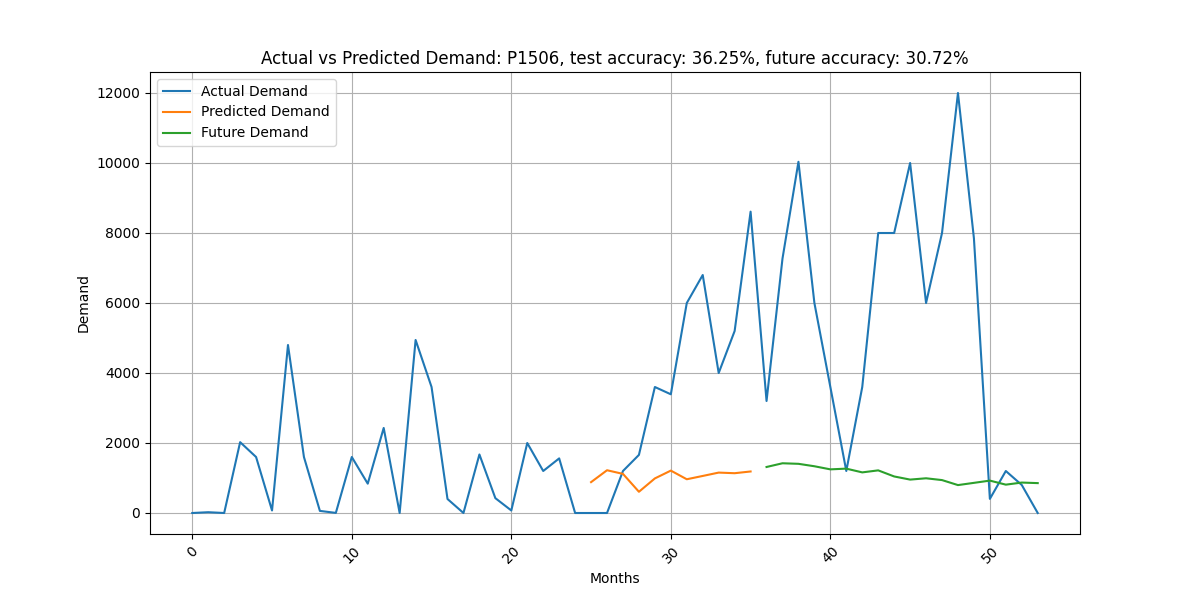 Actual vs Predicted Demand: P1506, test accuracy: 36.25%, future accuracy: 30.72%
Actual Demand
Predicted Demand
Future Demand
12000
10000
8000
6000
4000
2000
0
Demand
0
10
20
30
40
50
Months